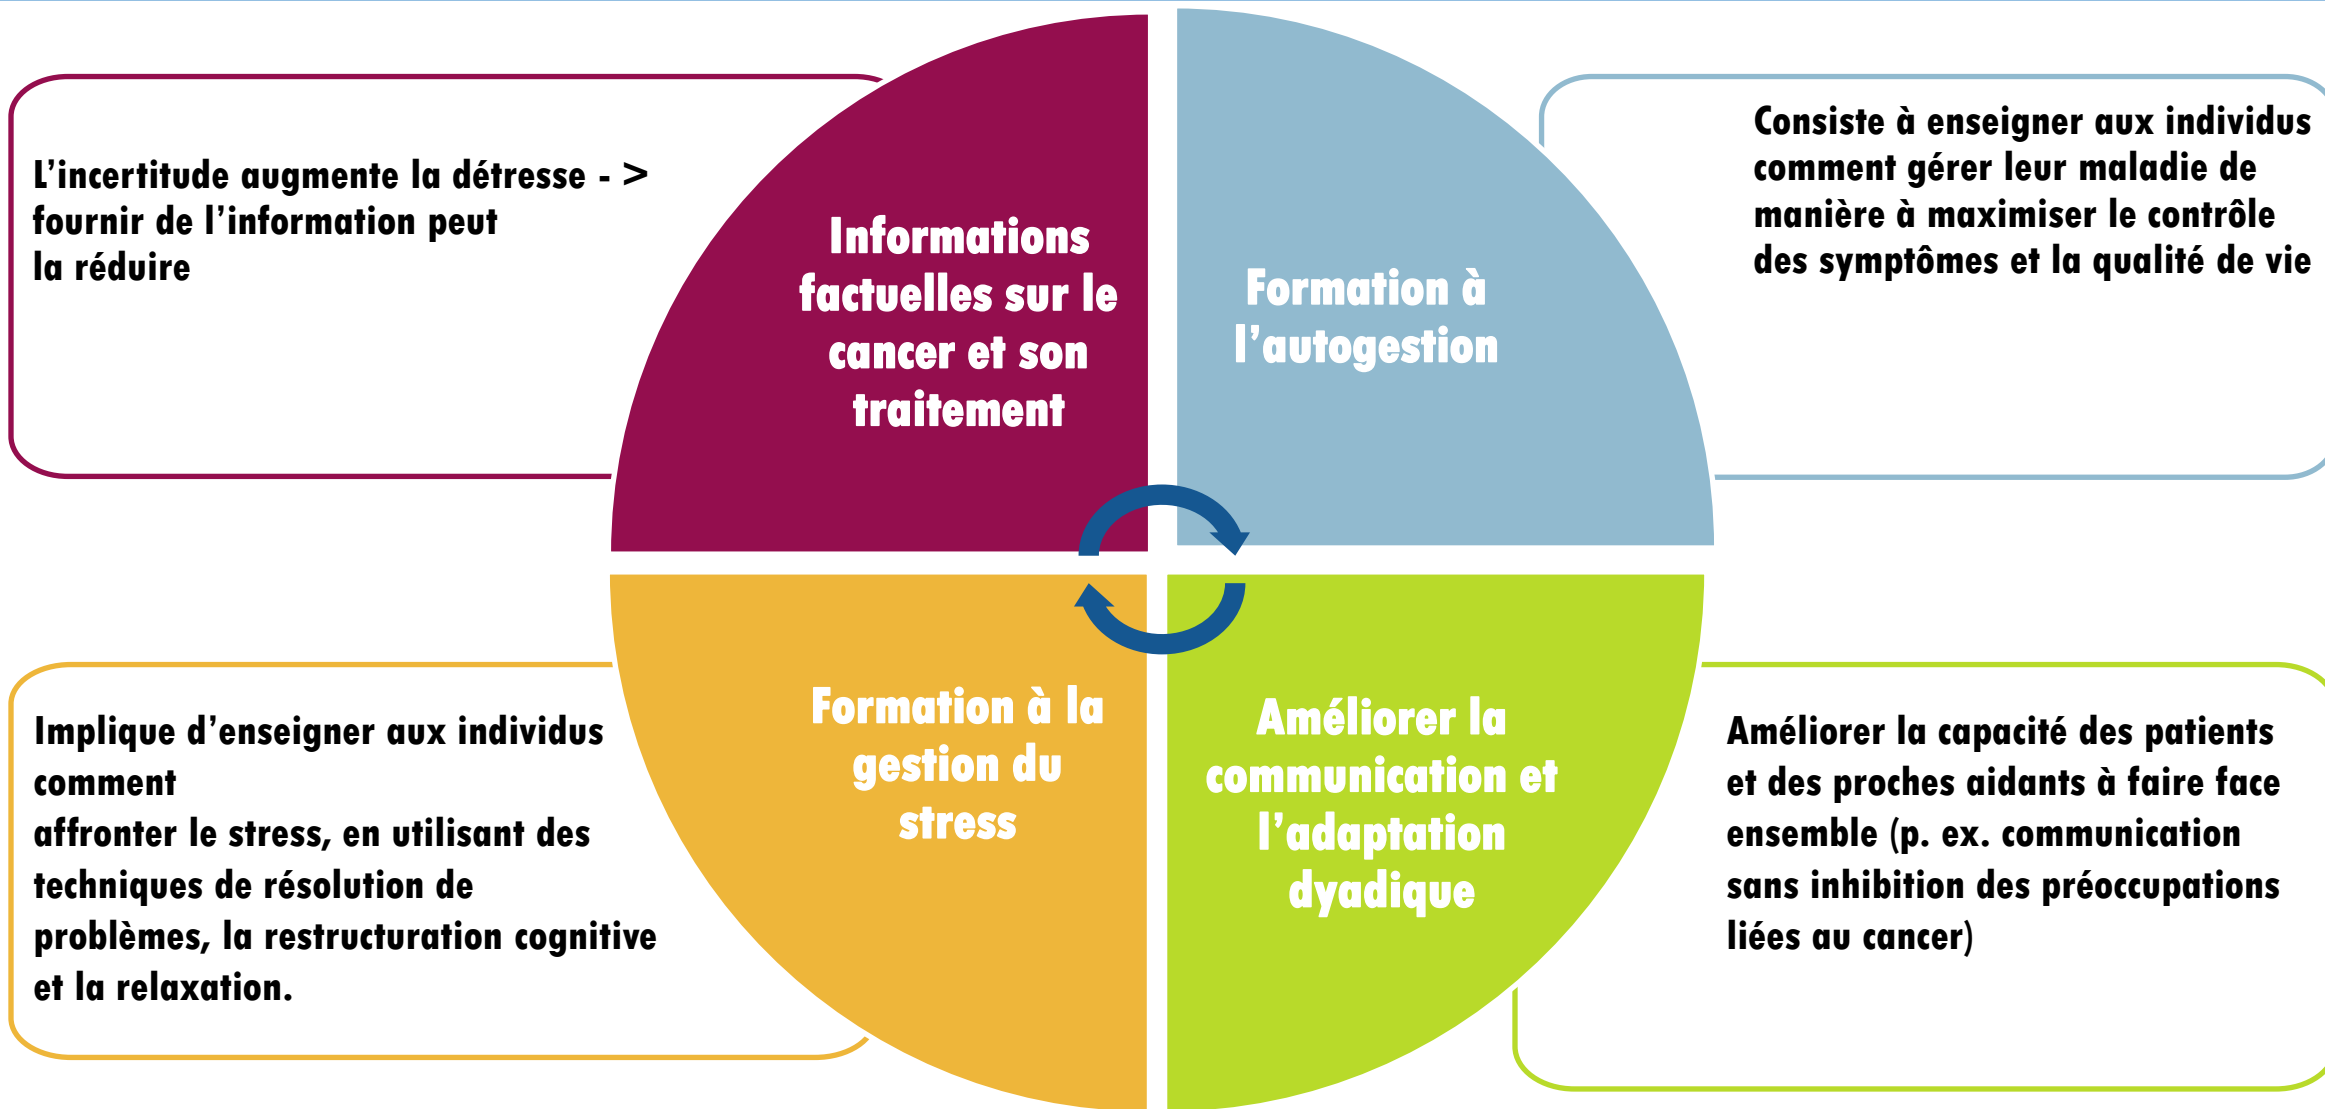 L’incertitude augmente la détresse - >
fournir de l’information peut
la réduire
Informations
factuelles sur le
cancer et son
traitement
Formation à
l’autogestion
Consiste à enseigner aux individus
comment gérer leur maladie de
manière à maximiser le contrôle
des symptômes et la qualité de vie
Implique d’enseigner aux individus
comment
affronter le stress, en utilisant des
techniques de résolution de
problèmes, la restructuration cognitive
et la relaxation.
Formation à la
gestion du
stress
Améliorer la
communication et
l’adaptation
dyadique
Améliorer la capacité des patients
et des proches aidants à faire face
ensemble (p. ex. communication
sans inhibition des préoccupations
liées au cancer)